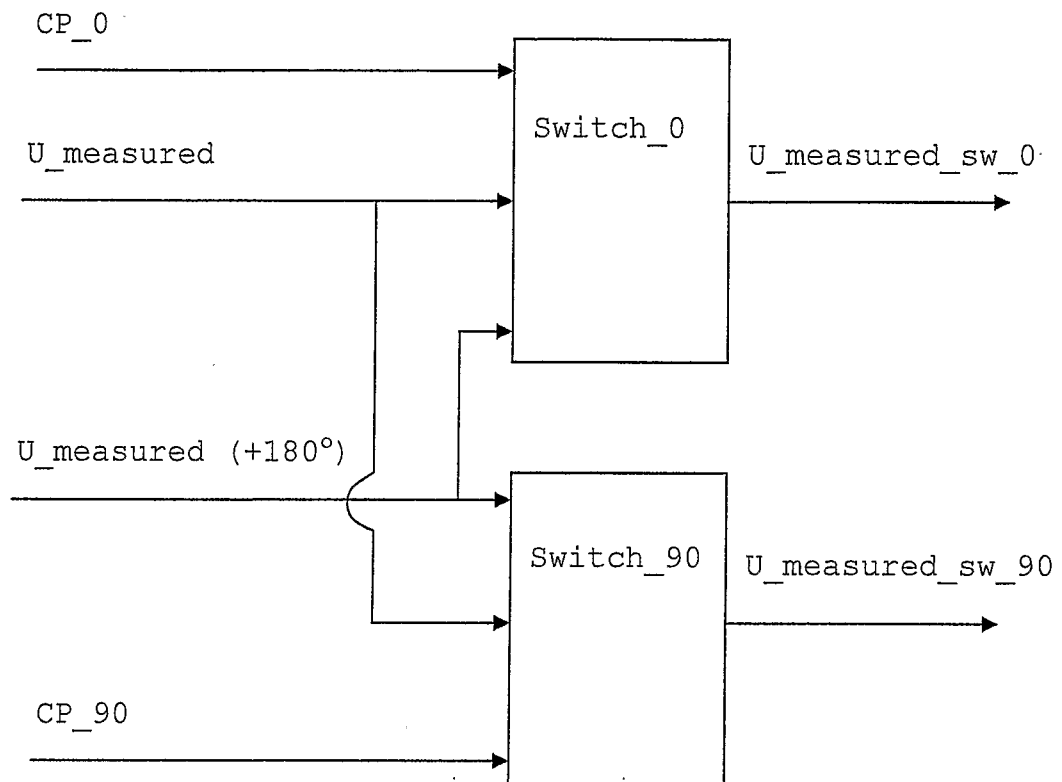 CP_0
Switch_0
U_measured
U_measured_sw_0
U_measured (+180°)
Switch_90
U_measured_sw_90
CP_90